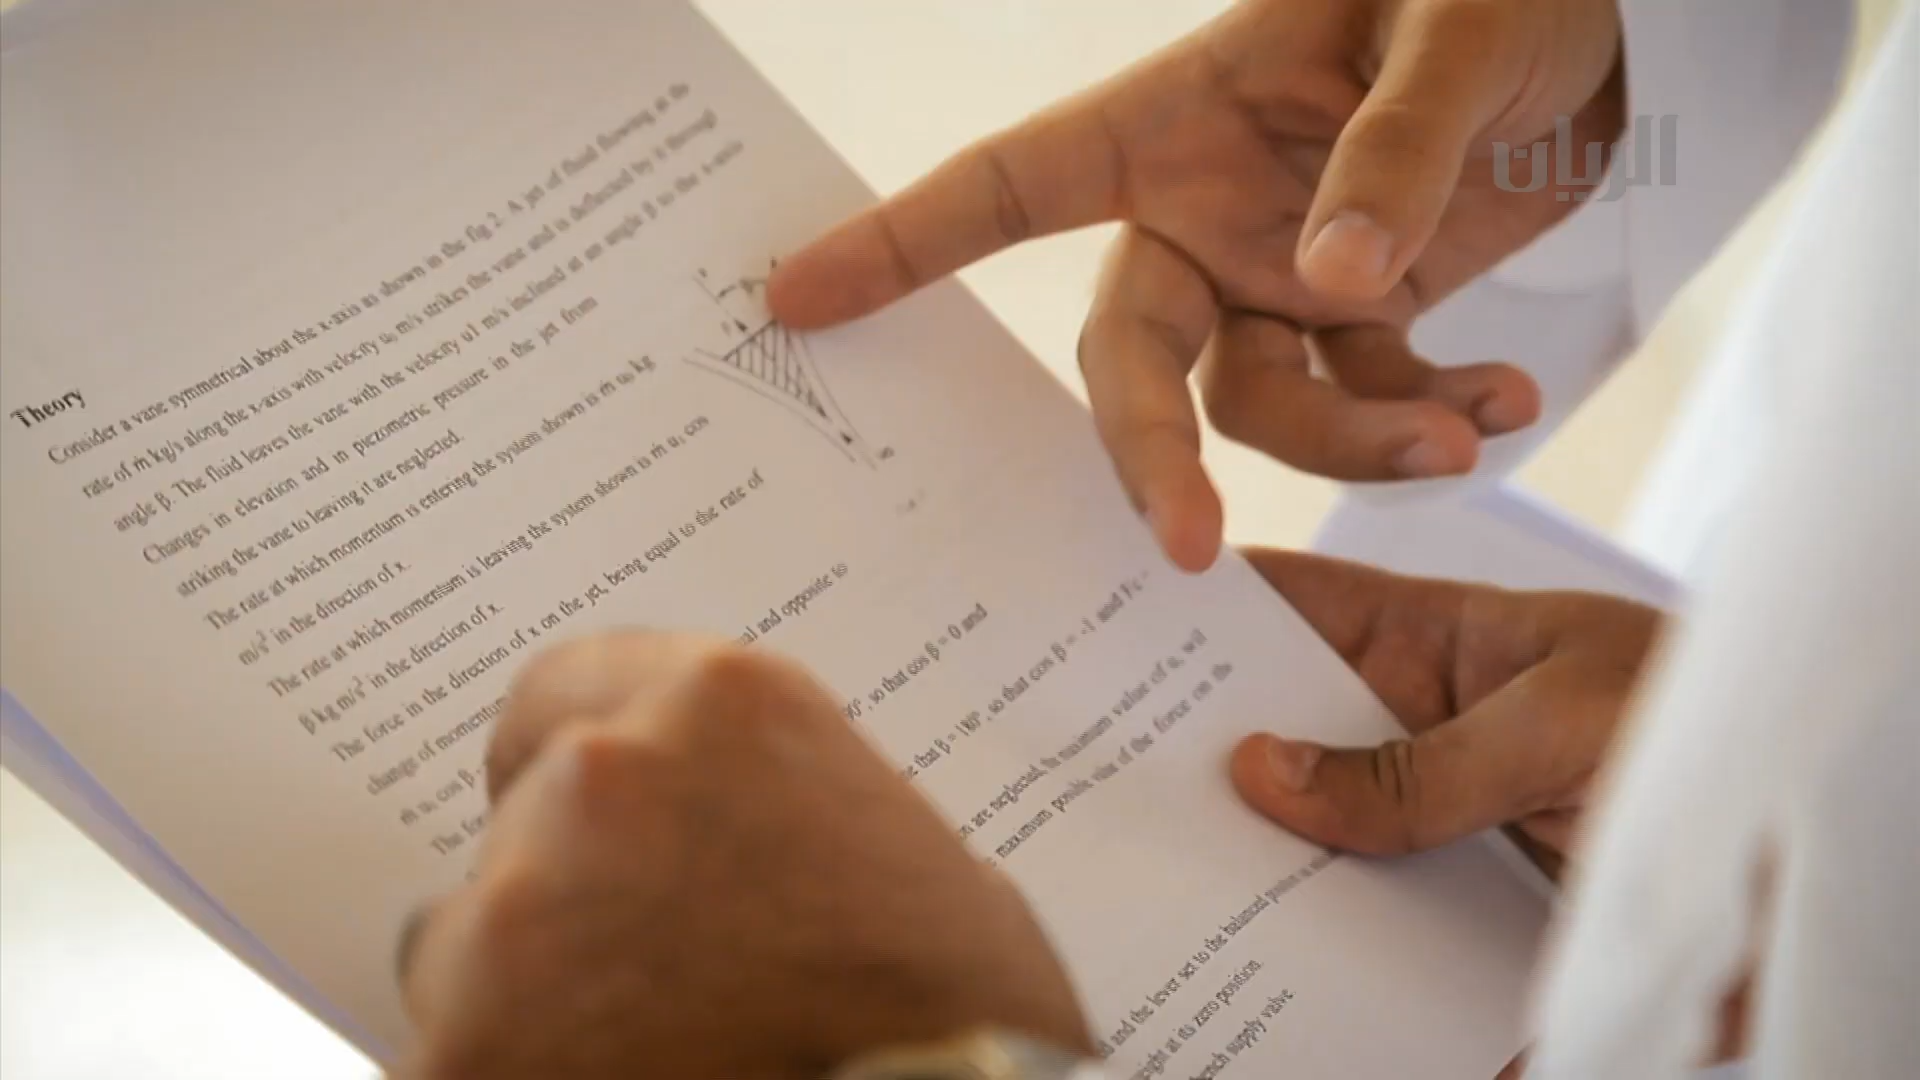 الريان
Theory
Consider a vane symmetrical about the x-axis as shown in the fig 2. A jet of fluid flowing at the
rate of ṁ kg/s along the x-axis with velocity u₀ m/s strikes the vane and is deflected by it through
angle β. The fluid leaves the vane with the velocity u1 m/s inclined at an angle β to the x-axis
Changes in elevation and in piezometric pressure in the jet from
striking the vane to leaving it are neglected.
The rate at which momentum is entering the system shown is ṁ u₀ kg
m/s² in the direction of x.
The rate at which momentum is leaving the system shown is ṁ u₁ cos
β kg m/s² in the direction of x.
The force in the direction of x on the jet, being equal to the rate of
change of momentum
ṁ u₁ cos β
The
and opposite to
90°, so that cos β = 0 and
that β = 180°, so that cos β = -1 and
are neglected, maximum value of u₁ will
maximum value of the force on the
and the lever set to the balanced position
at its zero position.
supply valve